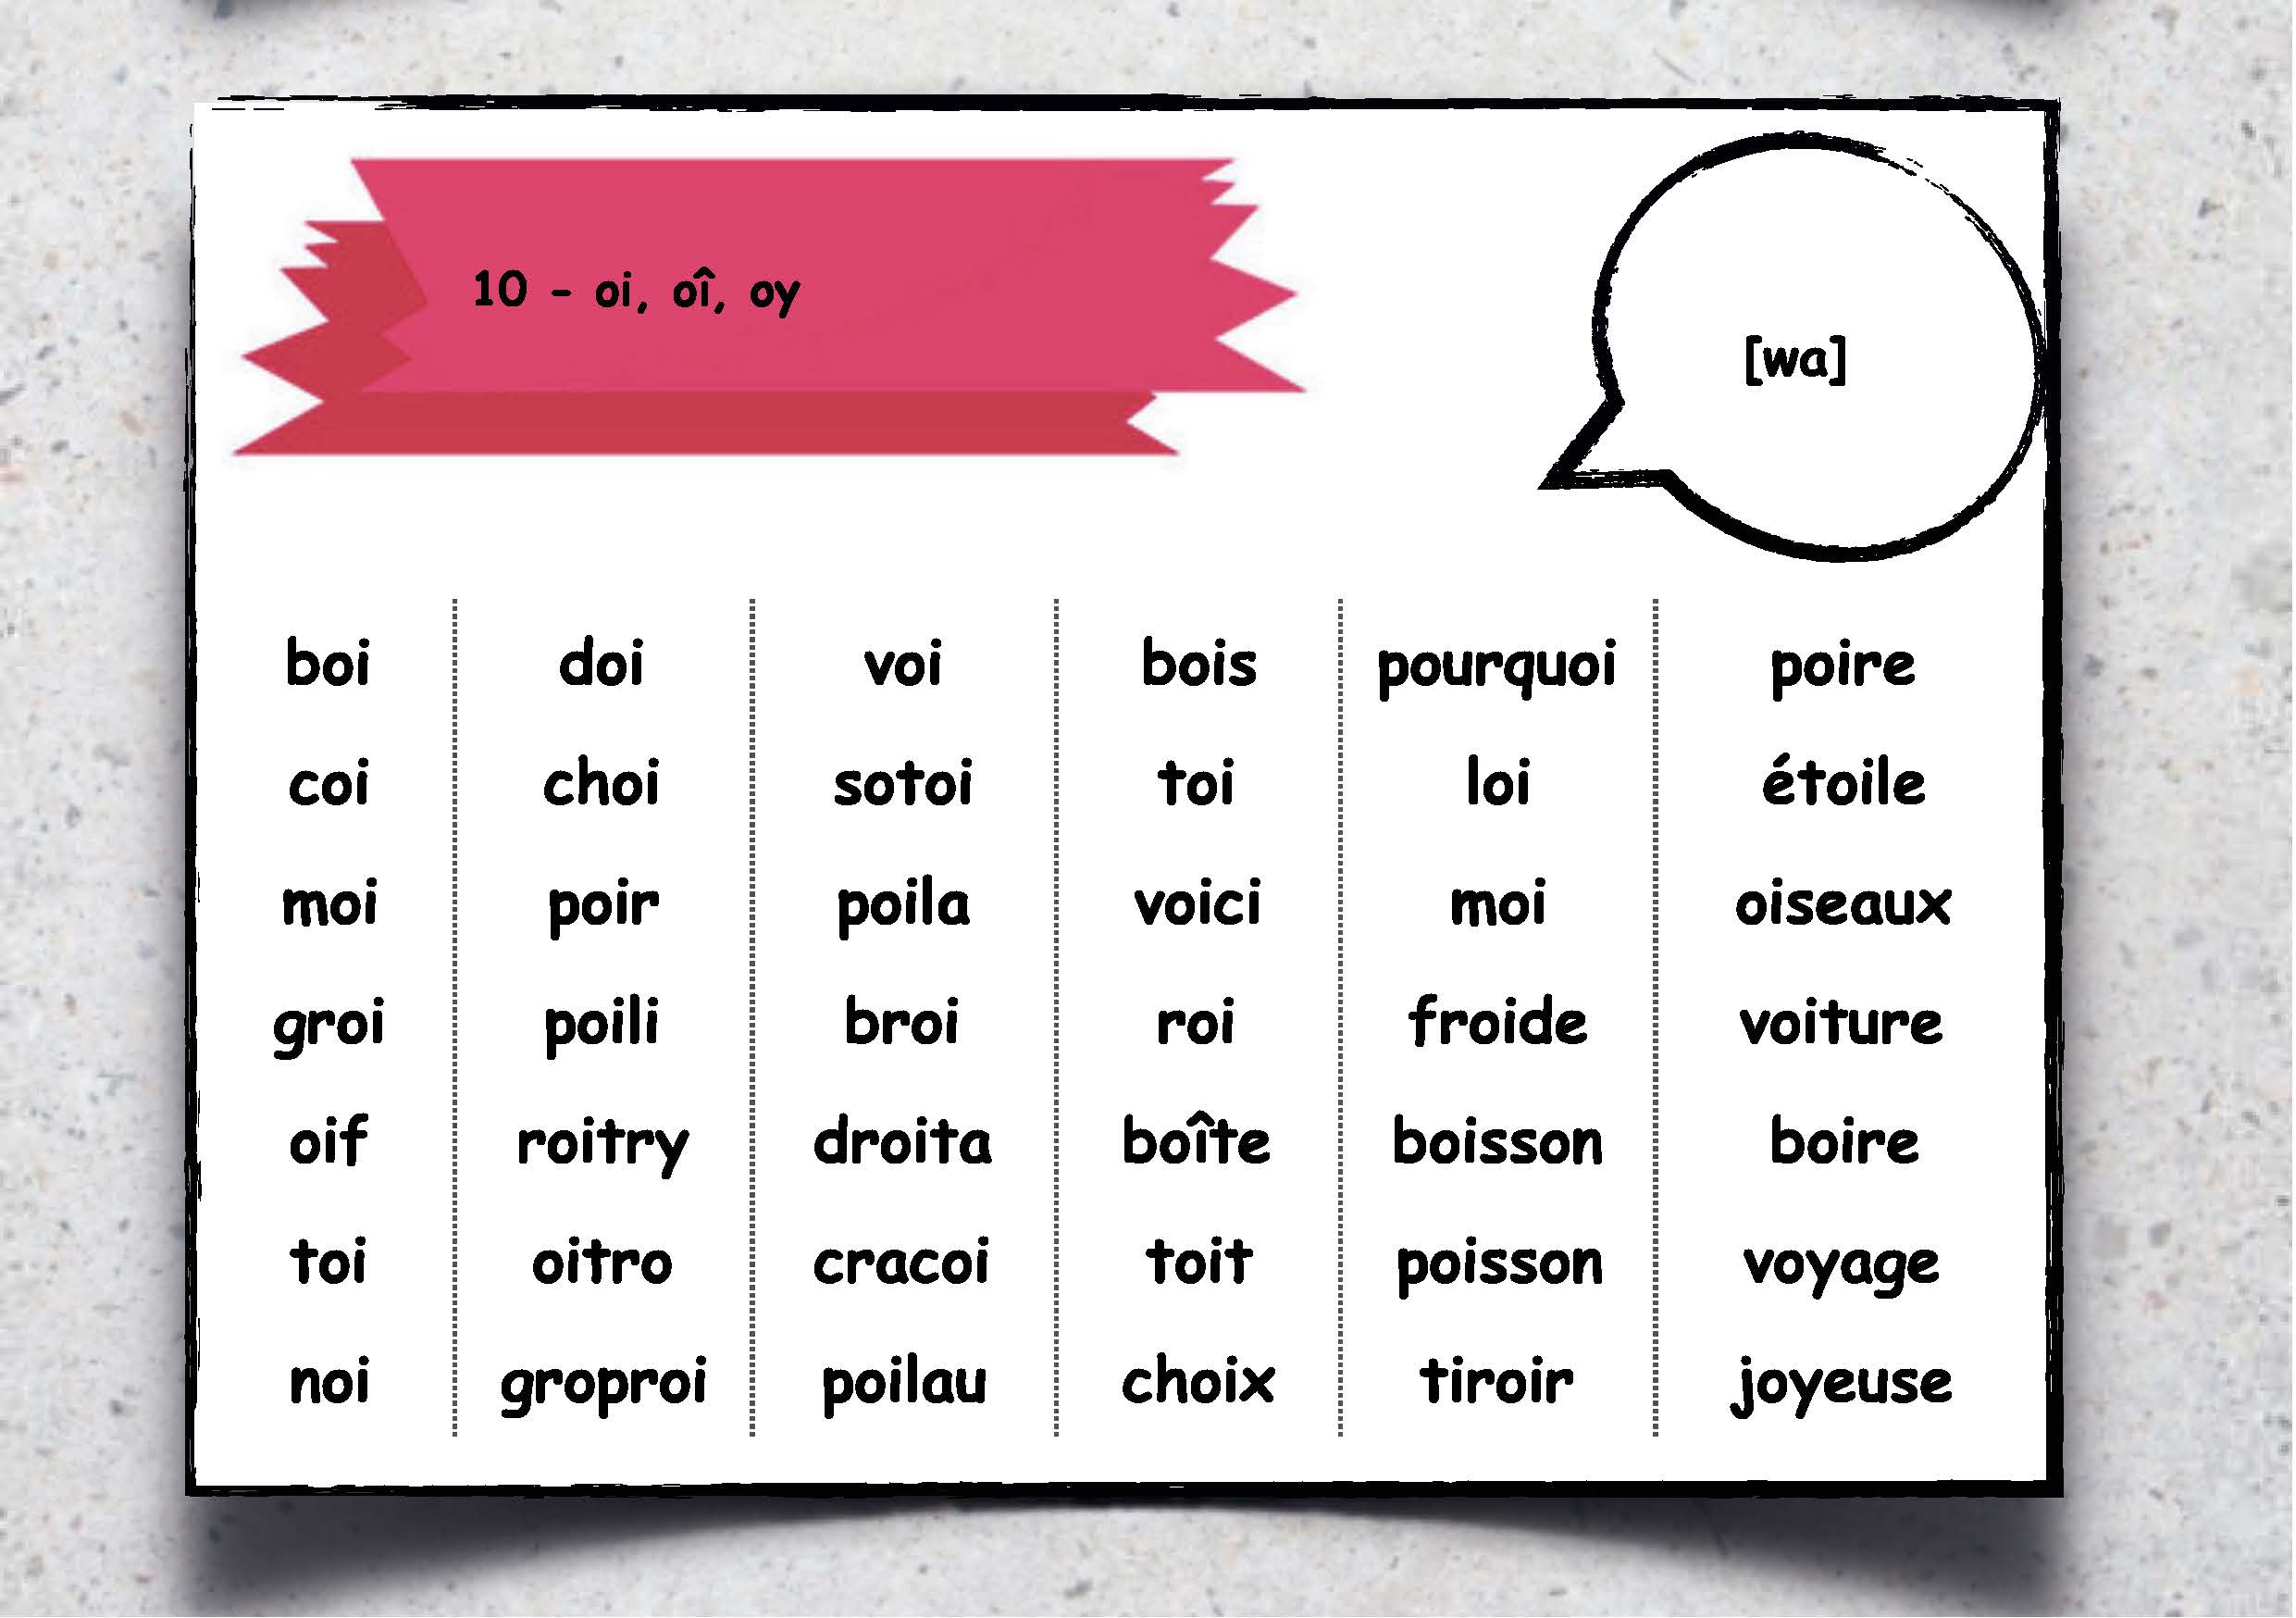 10 - oi, oî, oy
[wa]
boi doi voi bois pourquoi poire
coi choi sotoi toi loi étoile
moi poir poila voici moi oiseaux
groi poili broi roi froide voiture
oif roitry droita boîte boisson boire
toi oitro cracoi toit poisson voyage
noi groproi poilau choix tiroir joyeuse